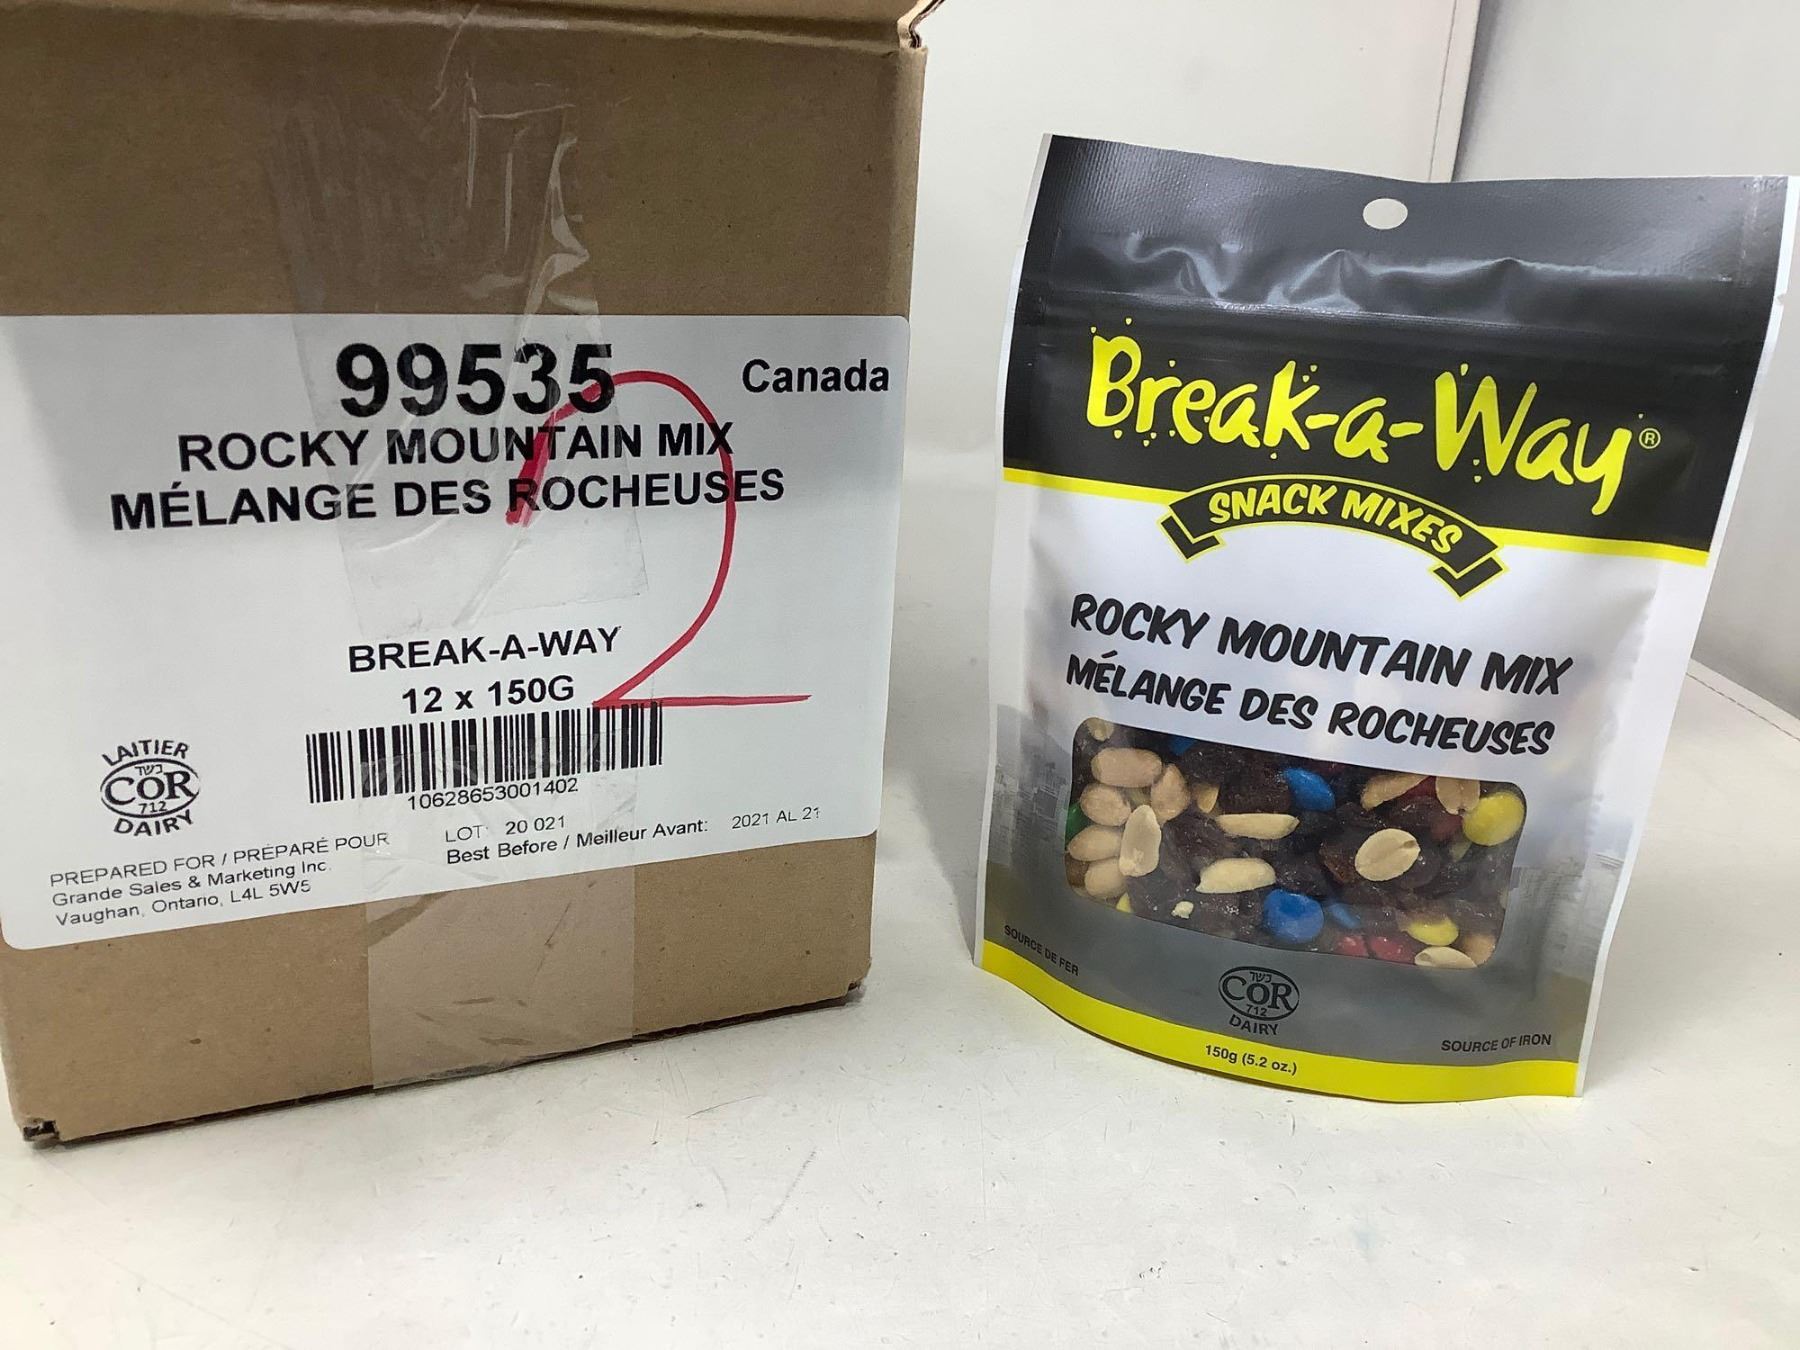 99535
Canada
ROCKY MOUNTAIN MIX
MÉLANGE DES ROCHEUSES
2
BREAK-A-WAY
12 x 150G
10628653001402
LAITIER
כשר
COR
712
DAIRY
PREPARED FOR / PRÉPARÉ POUR
Grande Sales & Marketing Inc.
Vaughan, Ontario, L4L 5W5
LOT: 20 021
Best Before / Meilleur Avant: 2021 AL 21
Break-a-Way®
SNACK MIXES
ROCKY MOUNTAIN MIX
MÉLANGE DES ROCHEUSES
SOURCE DE FER
כשר
COR
712
DAIRY
SOURCE OF IRON
150g (5.2 oz.)